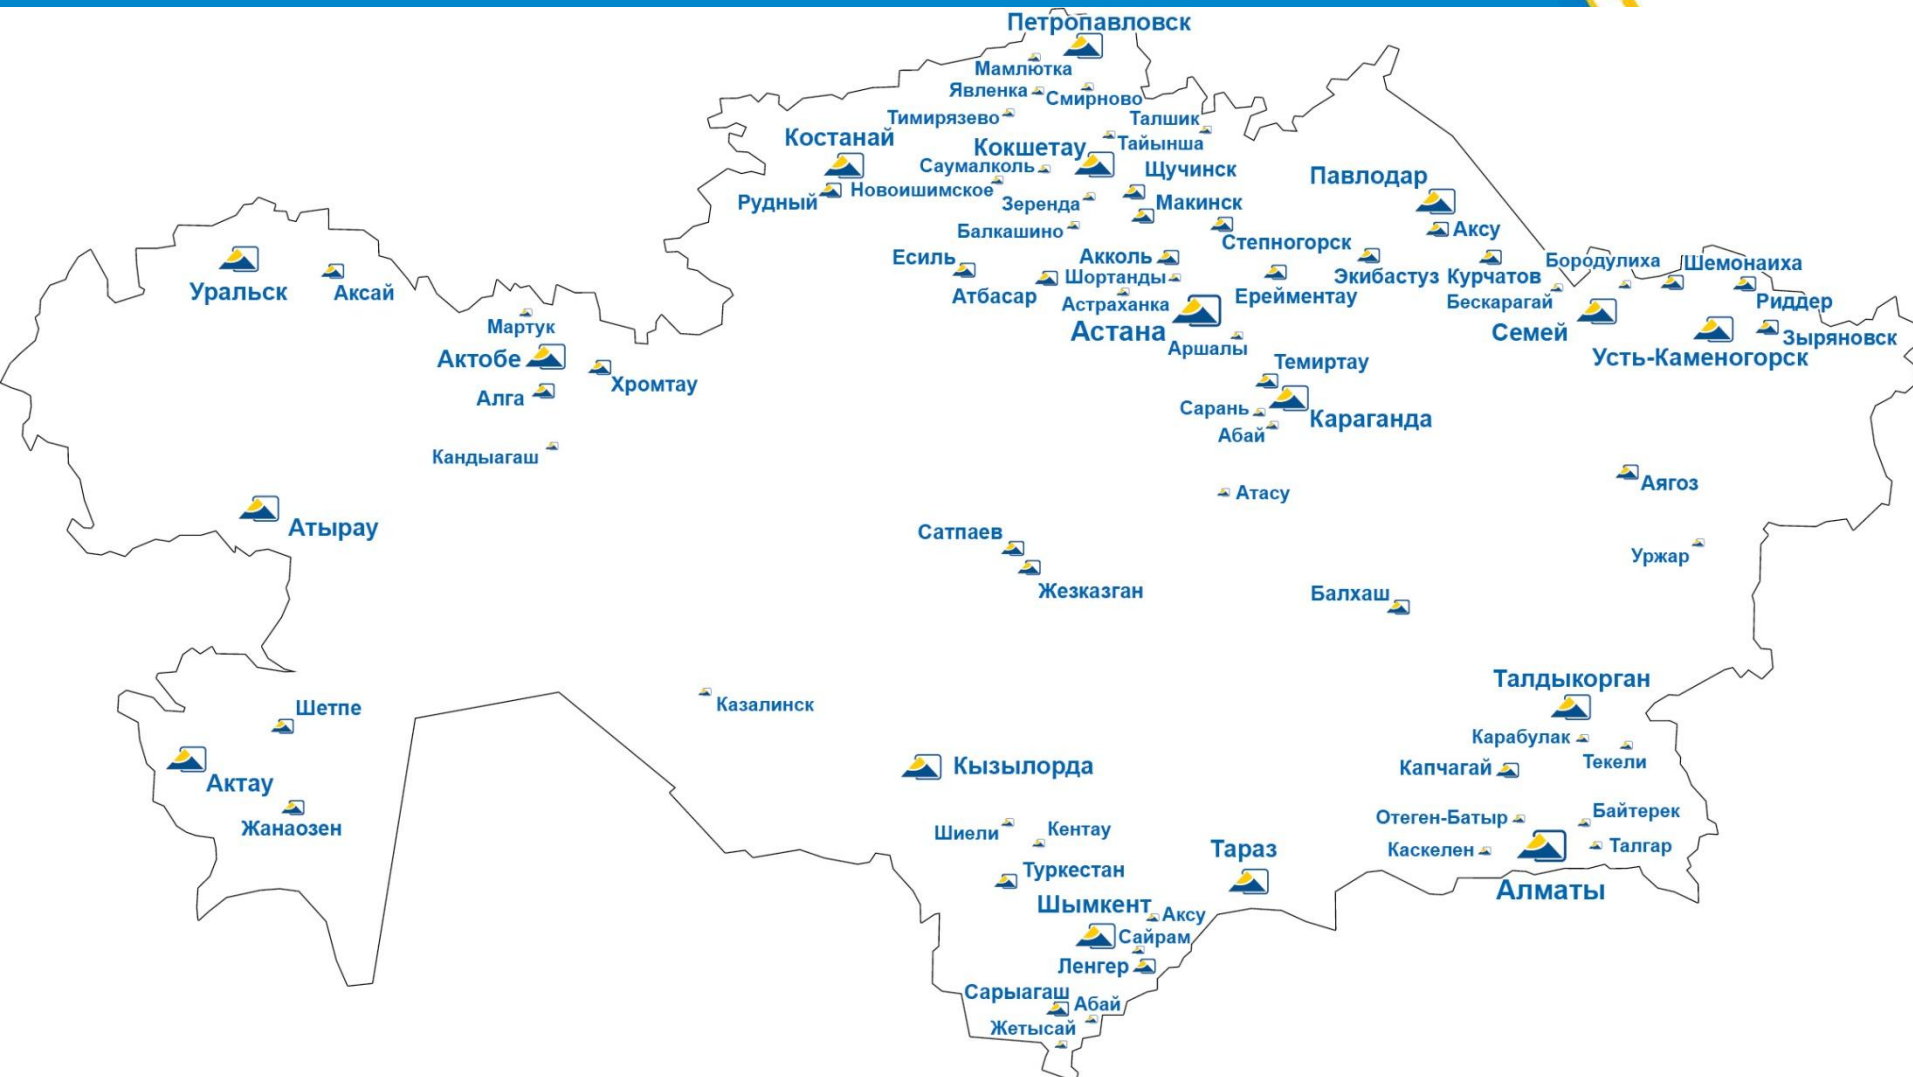 Петропавловск
Мамлютка
Явленка
Смирново
Тимирязево
Талшик
Костанай
Кокшетау
Тайынша
Саумалколь
Щучинск
Павлодар
Рудный
Новоишимское
Зеренда
Макинск
Балкашино
Аксу
Степногорск
Есиль
Акколь
Бородулиха
Шемонаиха
Шортанды
Экибастуз
Курчатов
Уральск
Аксай
Атбасар
Астраханка
Ерейментау
Бескарагай
Риддер
Мартук
Астана
Семей
Зыряновск
Аршалы
Усть-Каменогорск
Актобе
Темиртау
Хромтау
Алга
Сарань
Караганда
Абай
Кандыагаш
Аягоз
Атасу
Атырау
Сатпаев
Уржар
Жезказган
Балхаш
Талдыкорган
Шетпе
Казалинск
Карабулак
Кызылорда
Капчагай
Текели
Актау
Байтерек
Отеген-Батыр
Жанаозен
Шиели
Кентау
Тараз
Каскелен
Талгар
Туркестан
Алматы
Шымкент
Аксу
Сайрам
Ленгер
Сарыагаш
Абай
Жетысай